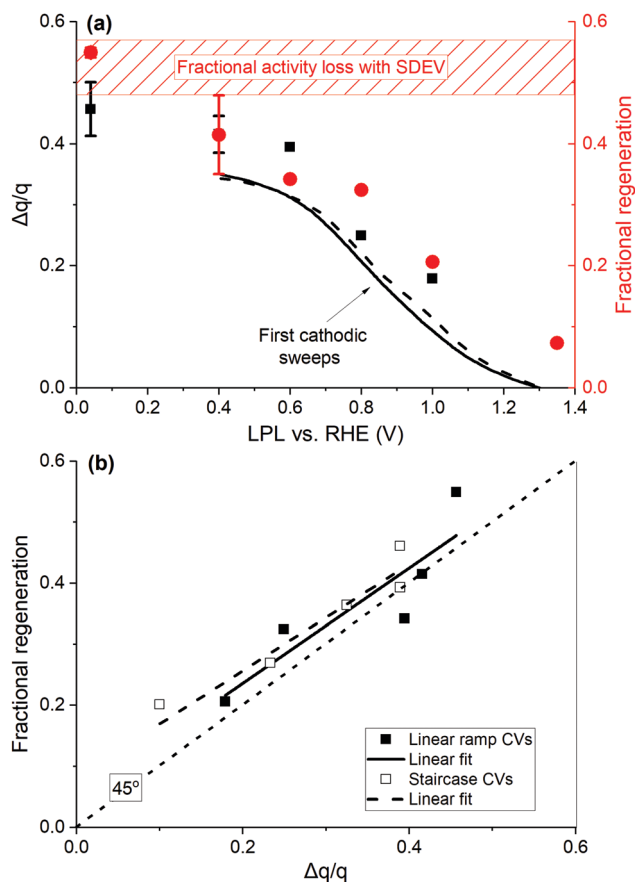 (a)
0.6
0.4
0.2
0.0
Δq/q
0.6
0.4
0.2
0.0
Fractional regeneration
Fractional activity loss with SDEV
First cathodic
sweeps
0.0 0.2 0.4 0.6 0.8 1.0 1.2 1.4
LPL vs. RHE (V)
(b)
0.6
0.4
0.2
0.0
Fractional regeneration
45º
Linear ramp CVs
Linear fit
Staircase CVs
Linear fit
0.0 0.2 0.4 0.6
Δq/q